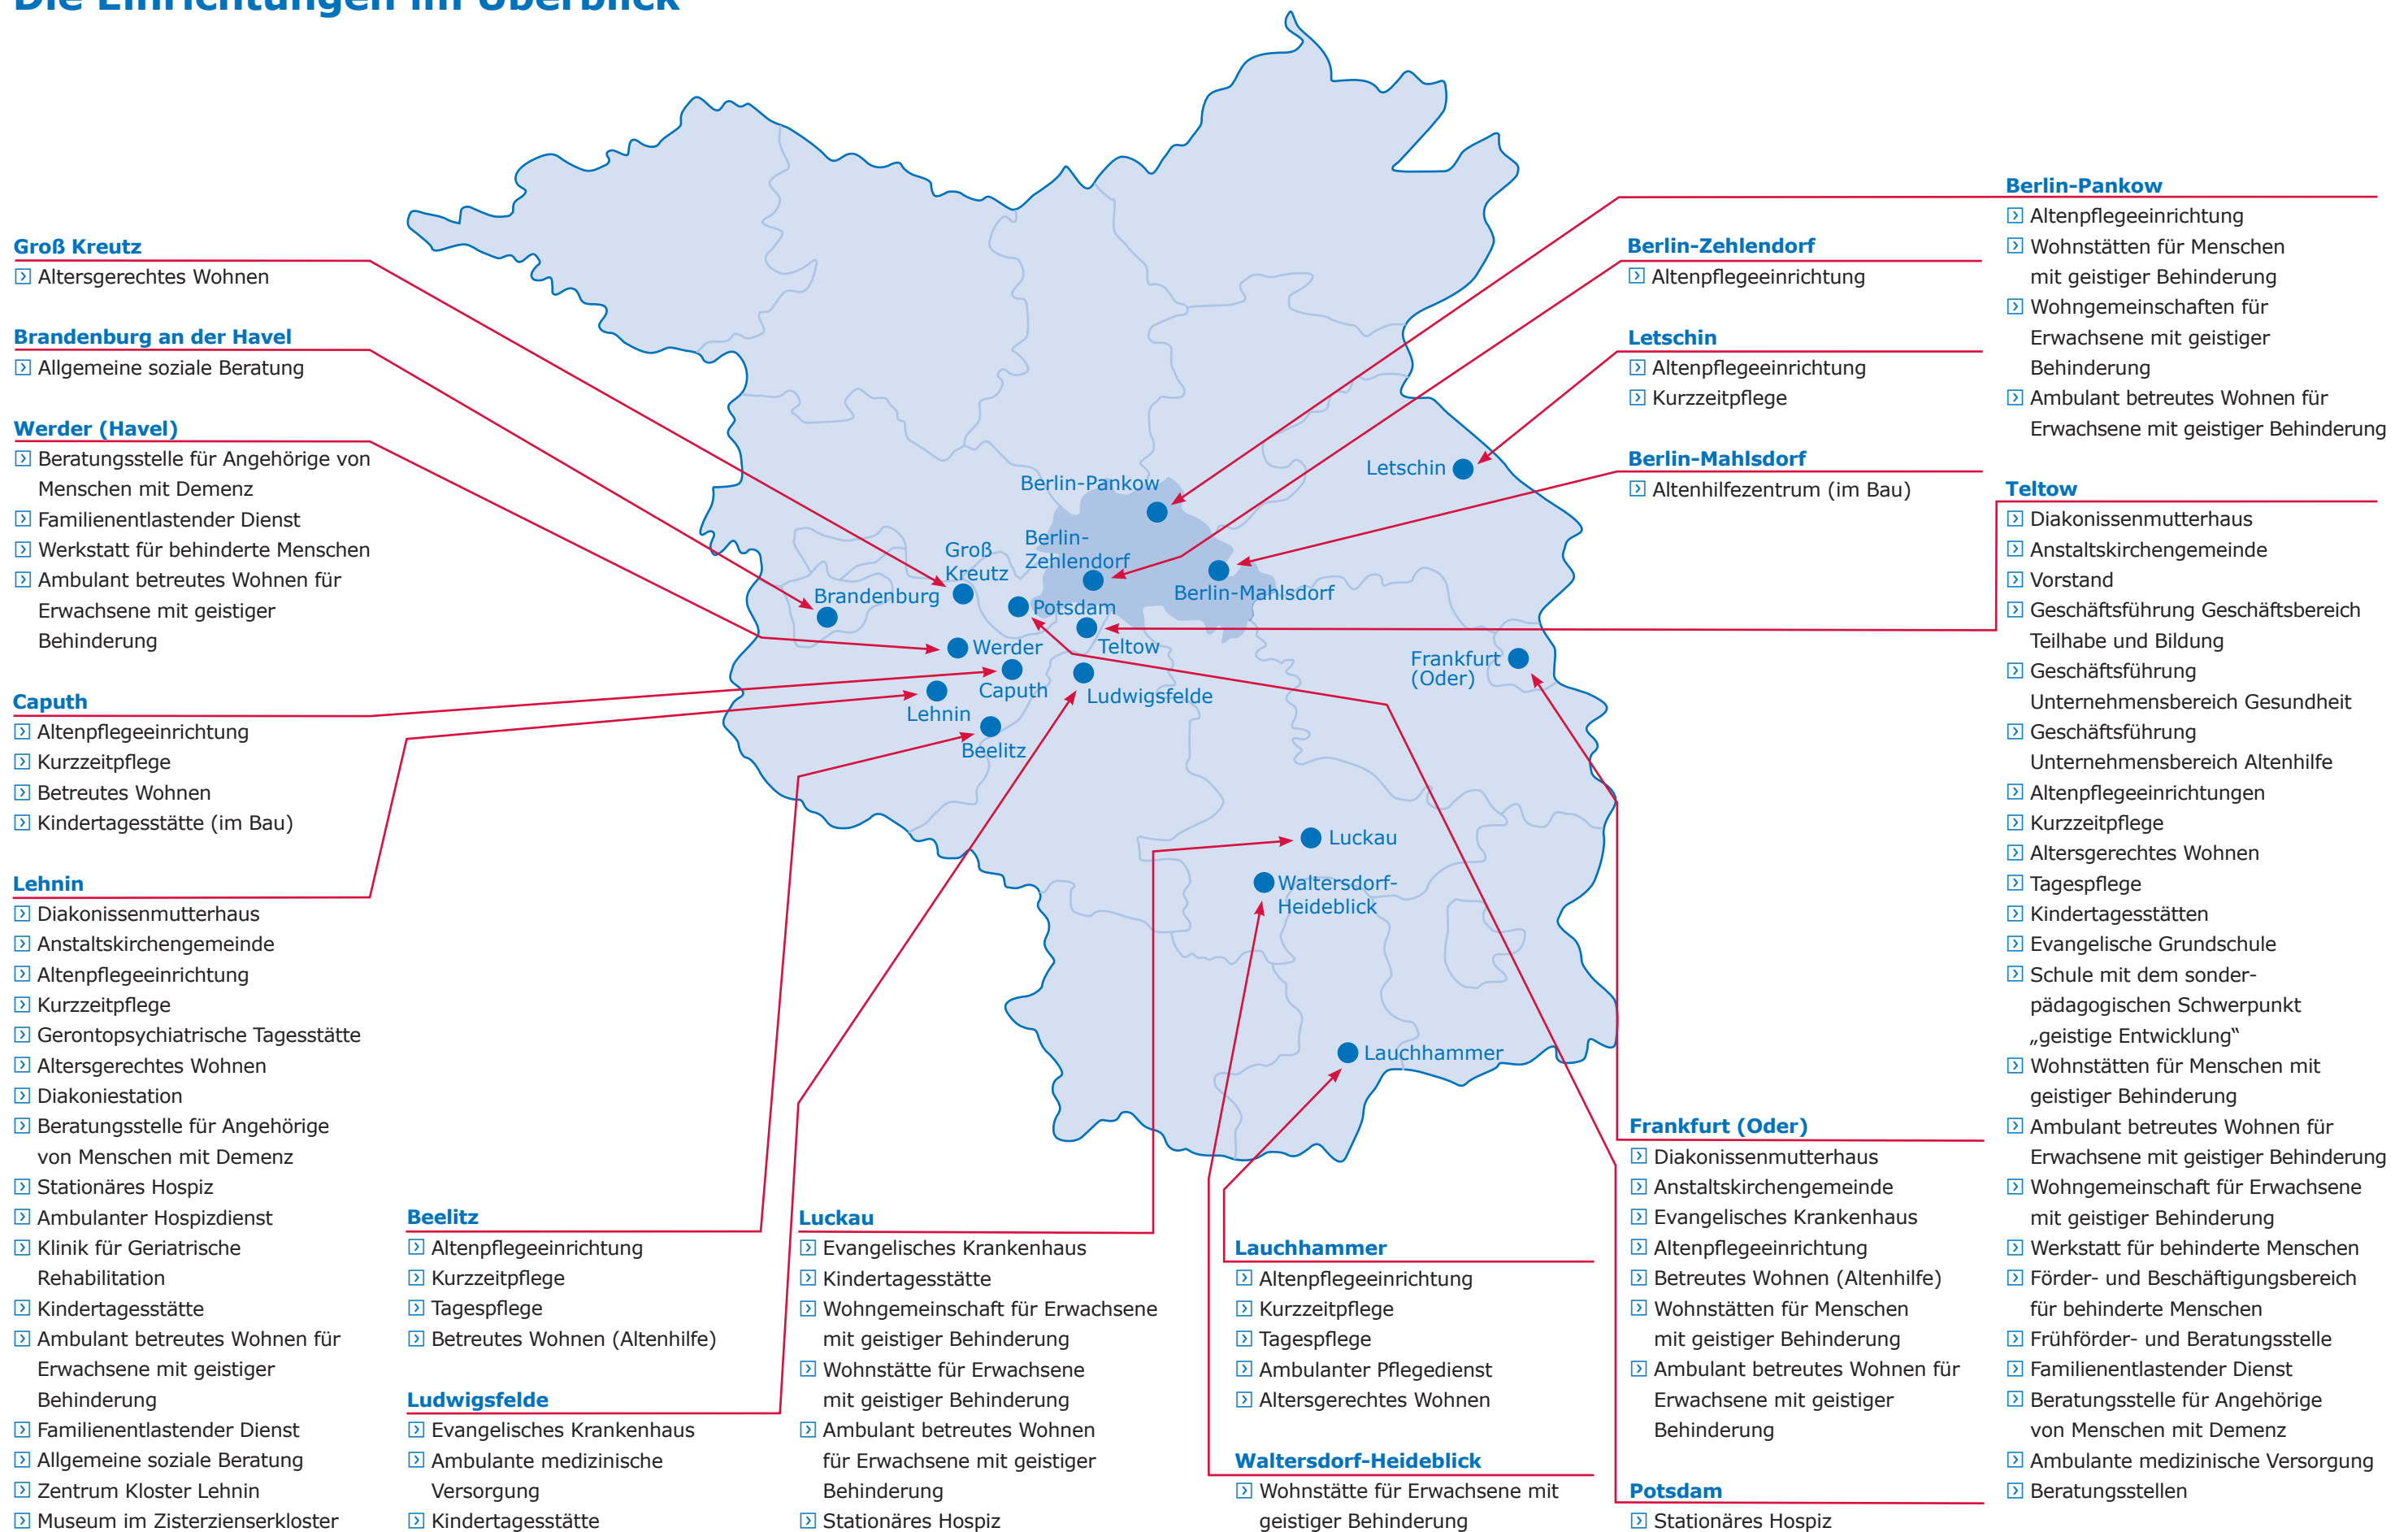 Die Einrichtungen im Überblick
Groß Kreutz
Altersgerechtes Wohnen
Brandenburg an der Havel
Allgemeine soziale Beratung
Werder (Havel)
Beratungsstelle für Angehörige von
Menschen mit Demenz
Familienentlastender Dienst
Werkstatt für behinderte Menschen
Ambulant betreutes Wohnen für
Erwachsene mit geistiger
Behinderung
Caputh
Altenpflegeeinrichtung
Kurzzeitpflege
Betreutes Wohnen
Kindertagesstätte (im Bau)
Lehnin
Diakonissenmutterhaus
Anstaltskirchengemeinde
Altenpflegeeinrichtung
Kurzzeitpflege
Gerontopsychiatrische Tagesstätte
Altersgerechtes Wohnen
Diakoniestation
Beratungsstelle für Angehörige
von Menschen mit Demenz
Stationäres Hospiz
Ambulanter Hospizdienst
Klinik für Geriatrische
Rehabilitation
Kindertagesstätte
Ambulant betreutes Wohnen für
Erwachsene mit geistiger
Behinderung
Familienentlastender Dienst
Allgemeine soziale Beratung
Zentrum Kloster Lehnin
Museum im Zisterzienserkloster
Beelitz
Altenpflegeeinrichtung
Kurzzeitpflege
Tagespflege
Betreutes Wohnen (Altenhilfe)
Ludwigsfelde
Evangelisches Krankenhaus
Ambulante medizinische
Versorgung
Kindertagesstätte
Luckau
Evangelisches Krankenhaus
Kindertagesstätte
Wohngemeinschaft für Erwachsene
mit geistiger Behinderung
Wohnstätte für Erwachsene
mit geistiger Behinderung
Ambulant betreutes Wohnen
für Erwachsene mit geistiger
Behinderung
Stationäres Hospiz
Lauchhammer
Altenpflegeeinrichtung
Kurzzeitpflege
Tagespflege
Ambulanter Pflegedienst
Altersgerechtes Wohnen
Waltersdorf-Heideblick
Wohnstätte für Erwachsene mit
geistiger Behinderung
Berlin-Pankow
Berlin-
Zehlendorf
Groß
Kreutz
Brandenburg
Potsdam
Berlin-Mahlsdorf
Letschin
Werder
Teltow
Caputh
Lehnin
Ludwigsfelde
Beelitz
Frankfurt
(Oder)
Luckau
Waltersdorf-
Heideblick
Lauchhammer
Berlin-Zehlendorf
Altenpflegeeinrichtung
Letschin
Altenpflegeeinrichtung
Kurzzeitpflege
Berlin-Mahlsdorf
Altenhilfezentrum (im Bau)
Frankfurt (Oder)
Diakonissenmutterhaus
Anstaltskirchengemeinde
Evangelisches Krankenhaus
Altenpflegeeinrichtung
Betreutes Wohnen (Altenhilfe)
Wohnstätten für Menschen
mit geistiger Behinderung
Ambulant betreutes Wohnen für
Erwachsene mit geistiger
Behinderung
Potsdam
Stationäres Hospiz
Berlin-Pankow
Altenpflegeeinrichtung
Wohnstätten für Menschen
mit geistiger Behinderung
Wohngemeinschaften für
Erwachsene mit geistiger
Behinderung
Ambulant betreutes Wohnen für
Erwachsene mit geistiger Behinderung
Teltow
Diakonissenmutterhaus
Anstaltskirchengemeinde
Vorstand
Geschäftsführung Geschäftsbereich
Teilhabe und Bildung
Geschäftsführung
Unternehmensbereich Gesundheit
Geschäftsführung
Unternehmensbereich Altenhilfe
Altenpflegeeinrichtungen
Kurzzeitpflege
Altersgerechtes Wohnen
Tagespflege
Kindertagesstätten
Evangelische Grundschule
Schule mit dem sonder-
pädagogischen Schwerpunkt
„geistige Entwicklung“
Wohnstätten für Menschen mit
geistiger Behinderung
Ambulant betreutes Wohnen für
Erwachsene mit geistiger Behinderung
Wohngemeinschaft für Erwachsene
mit geistiger Behinderung
Werkstatt für behinderte Menschen
Förder- und Beschäftigungsbereich
für behinderte Menschen
Frühförder- und Beratungsstelle
Familienentlastender Dienst
Beratungsstelle für Angehörige
von Menschen mit Demenz
Ambulante medizinische Versorgung
Beratungsstellen